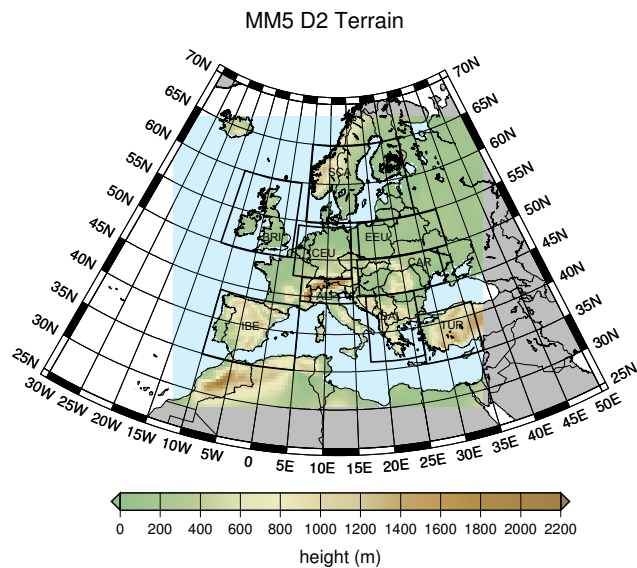 MM5 D2 Terrain
70N 70N
65N 65N
60N 60N
55N 55N
50N 50N
45N 45N
40N 40N
35N 35N
30N 30N
25N 25N
SCA
BRI
CEU
EEU
CAR
AL
IBE
BAL
TUR
30W 25W 20W 15W 10W 5W 0 5E 10E 15E 20E 25E 30E 35E 40E 45E 50E
0 200 400 600 800 1000 1200 1400 1600 1800 2000 2200
height (m)